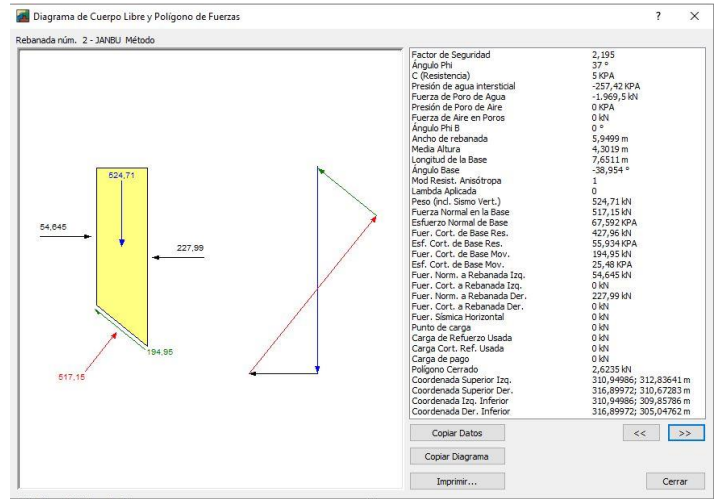 Diagrama de Cuerpo Libre y Polígono de Fuerzas ? X
Rebanada núm. 2 - JANBU Método
524,71
54,645
227,99
194,95
517,15
Factor de Seguridad 2,195
Ángulo Phi 37 °
C (Resistencia) 5 KPA
Presión de agua intersticial -257,42 KPA
Fuerza de Poro de Agua -1.969,5 kN
Presión de Poro de Aire 0 KPA
Fuerza de Aire en Poros 0 kN
Ángulo Phi B 0 °
Ancho de rebanada 5,9499 m
Media Altura 4,3019 m
Longitud de la Base 7,6511 m
Ángulo Base -38,954 °
Mod Resist. Anisótropa 1
Lambda Aplicada 0
Peso (incl. Sismo Vert.) 524,71 kN
Fuerza Normal en la Base 517,15 kN
Esfuerzo Normal de Base 67,592 KPA
Fuer. Cort. de Base Res. 427,96 kN
Esf. Cort. de Base Res. 55,934 KPA
Fuer. Cort. de Base Mov. 194,95 kN
Esf. Cort. de Base Mov. 25,48 KPA
Fuer. Norm. a Rebanada Izq. 54,645 kN
Fuer. Cort. a Rebanada Izq. 0 kN
Fuer. Norm. a Rebanada Der. 227,99 kN
Fuer. Cort. a Rebanada Der. 0 kN
Fuer. Sísmica Horizontal 0 kN
Punto de carga 0 kN
Carga de Refuerzo Usada 0 kN
Carga Cort. Ref. Usada 0 kN
Carga de pago 0 kN
Polígono Cerrado 2,6235 kN
Coordenada Superior Izq. 310,94986; 312,83641 m
Coordenada Superior Der. 316,89972; 310,67283 m
Coordenada Izq. Inferior 310,94986; 309,85786 m
Coordenada Der. Inferior 316,89972; 305,04762 m
Copiar Datos << >>
Copiar Diagrama
Imprimir... Cerrar